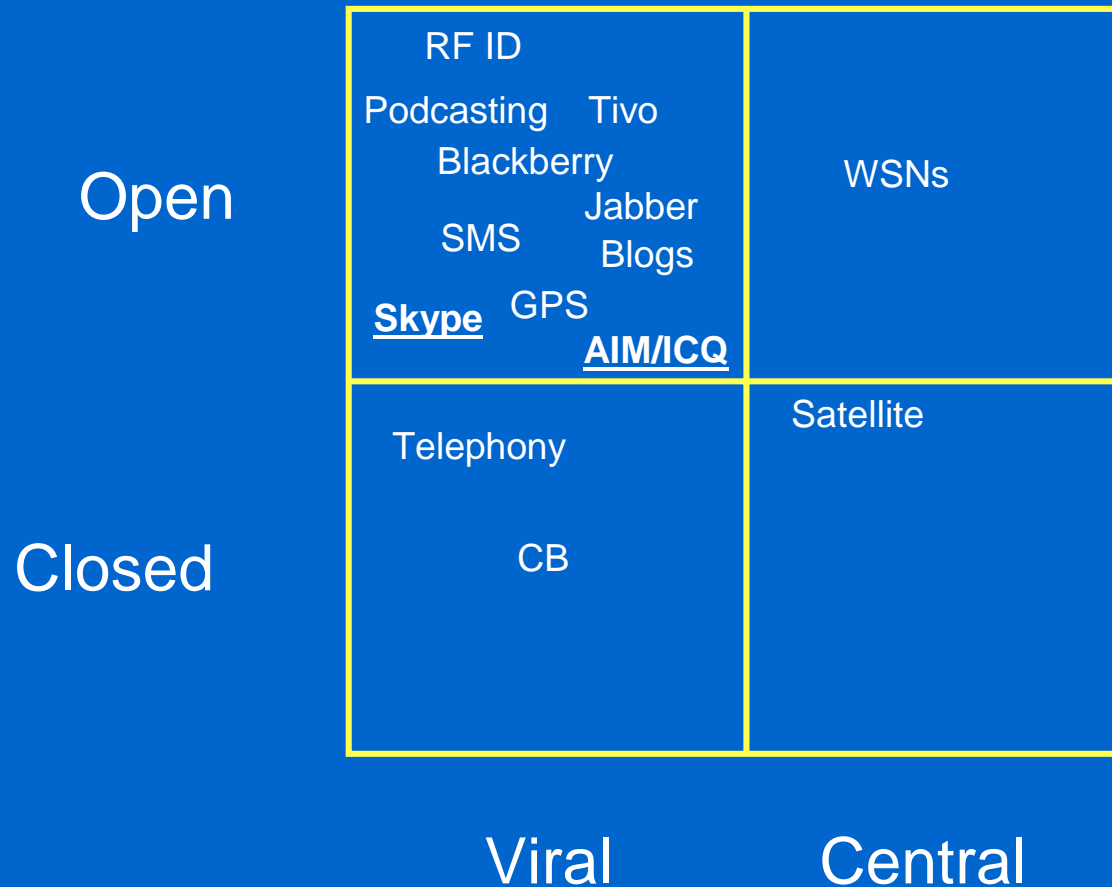 RF ID
Podcasting Tivo
Blackberry
WSNs
Open
Jabber
SMS
Blogs
GPS
Skype
AIM/ICQ
Satellite
Telephony
CB
Closed
Viral Central